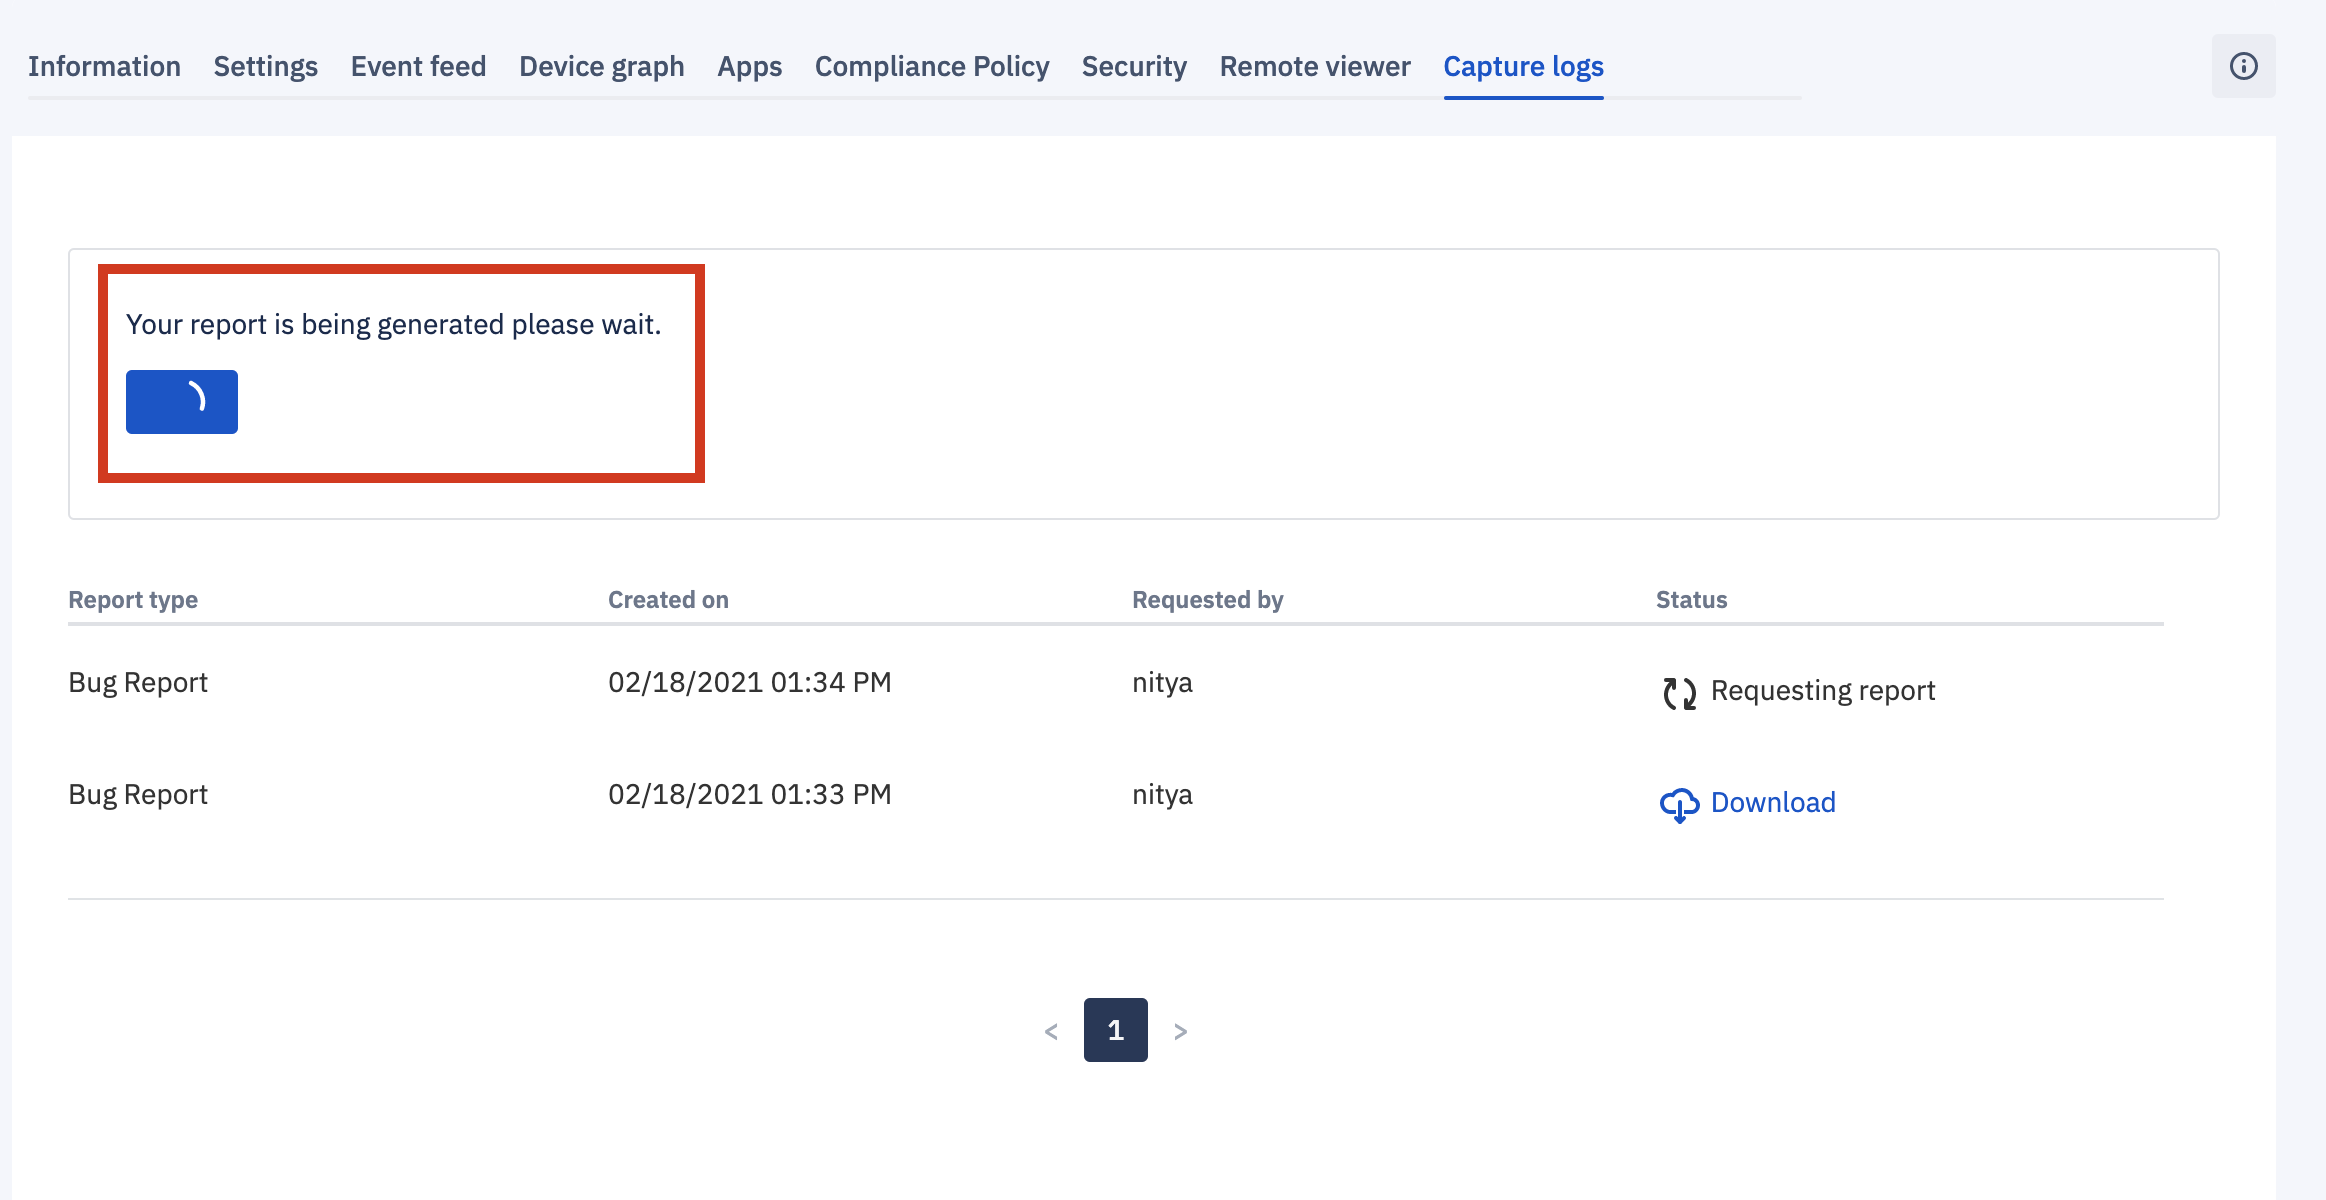 Information Settings Event feed Device graph Apps Compliance Policy Security Remote viewer Capture logs
Your report is being generated please wait.
Report type Created on Requested by Status
Bug Report 02/18/2021 01:34 PM nitya Requesting report
Bug Report 02/18/2021 01:33 PM nitya Download
< 1 >